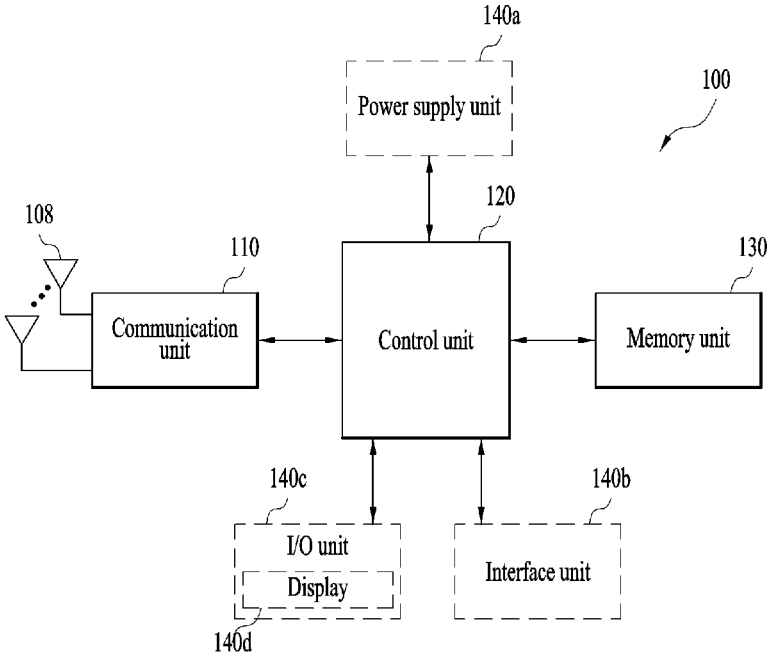 140a
Power supply unit
100
120
108
110
130
Communication
unit
Control unit
Memory unit
140c
140b
I/O unit
Display
Interface unit
140d